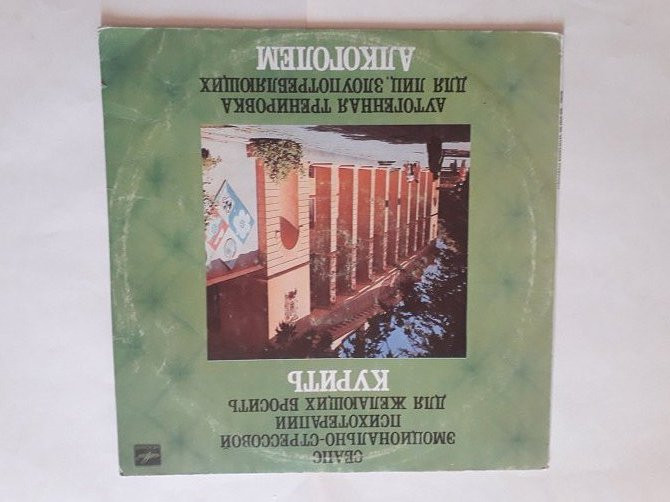 СЕАНС
ЭМОЦИОНАЛЬНО-СТРЕССОВОЙ
ПСИХОТЕРАПИИ
ДЛЯ ЖЕЛАЮЩИХ БРОСИТЬ
КУРИТЬ
АУТОГЕННАЯ ТРЕНИРОВКА
ДЛЯ ЛИЦ, ЗЛОУПОТРЕБЛЯЮЩИХ
АЛКОГОЛЕМ